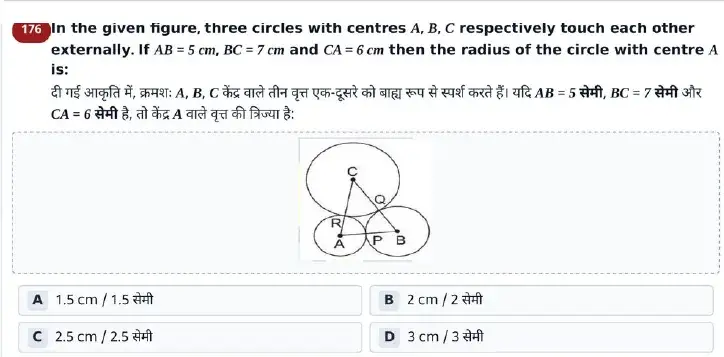 176 In the given figure, three circles with centres A, B, C respectively touch each other
externally. If AB = 5 cm, BC = 7 cm and CA = 6 cm then the radius of the circle with centre A
is:
दी गई आकृति में, क्रमशः A, B, C केंद्र वाले तीन वृत्त एक-दूसरे को बाह्य रूप से स्पर्श करते हैं। यदि AB = 5 सेमी, BC = 7 सेमी और
CA = 6 सेमी है, तो केंद्र A वाले वृत्त की त्रिज्या है:
C
Q
R
A P B
A 1.5 cm / 1.5 सेमी
B 2 cm / 2 सेमी
C 2.5 cm / 2.5 सेमी
D 3 cm / 3 सेमी